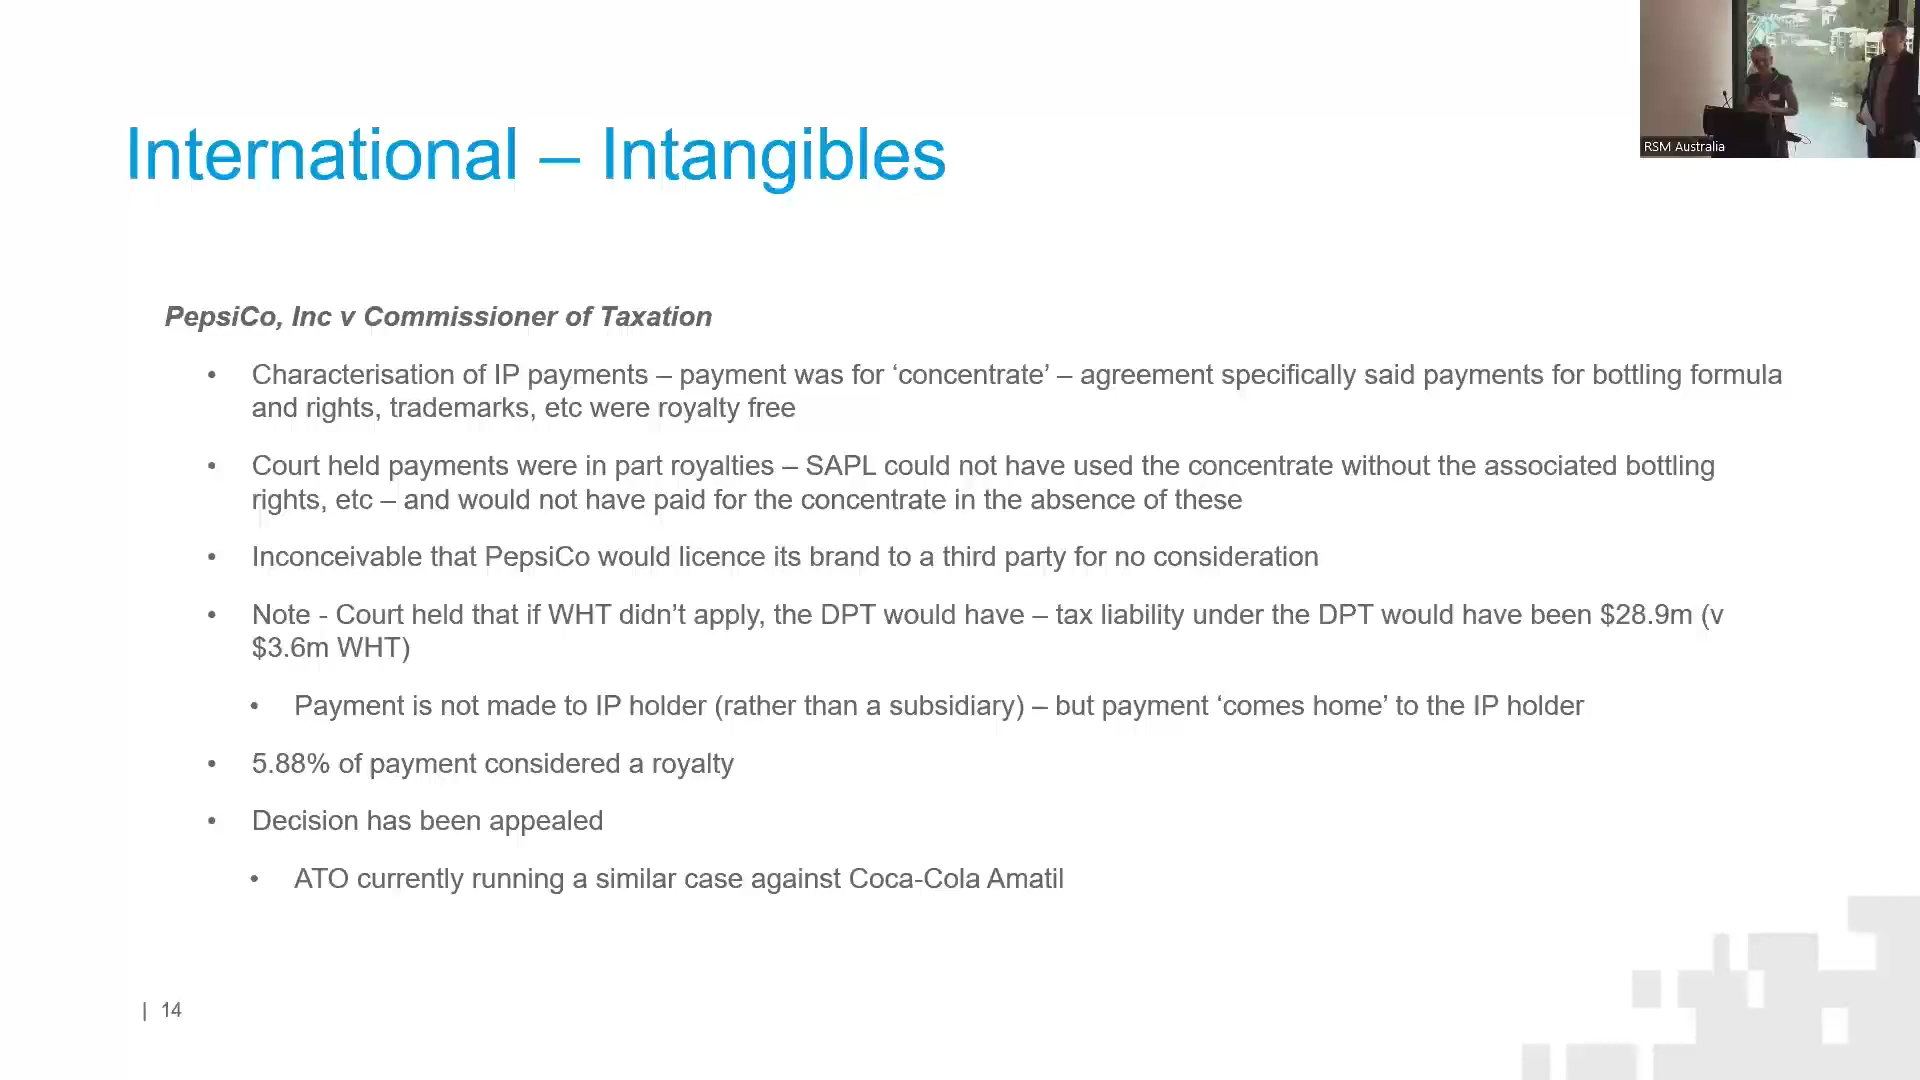 RSM Australia
International – Intangibles
PepsiCo, Inc v Commissioner of Taxation
• Characterisation of IP payments – payment was for ‘concentrate’ – agreement specifically said payments for bottling formula
and rights, trademarks, etc were royalty free
• Court held payments were in part royalties – SAPL could not have used the concentrate without the associated bottling
rights, etc – and would not have paid for the concentrate in the absence of these
• Inconceivable that PepsiCo would licence its brand to a third party for no consideration
• Note - Court held that if WHT didn’t apply, the DPT would have – tax liability under the DPT would have been $28.9m (v
$3.6m WHT)
• Payment is not made to IP holder (rather than a subsidiary) – but payment ‘comes home’ to the IP holder
• 5.88% of payment considered a royalty
• Decision has been appealed
• ATO currently running a similar case against Coca-Cola Amatil
| 14